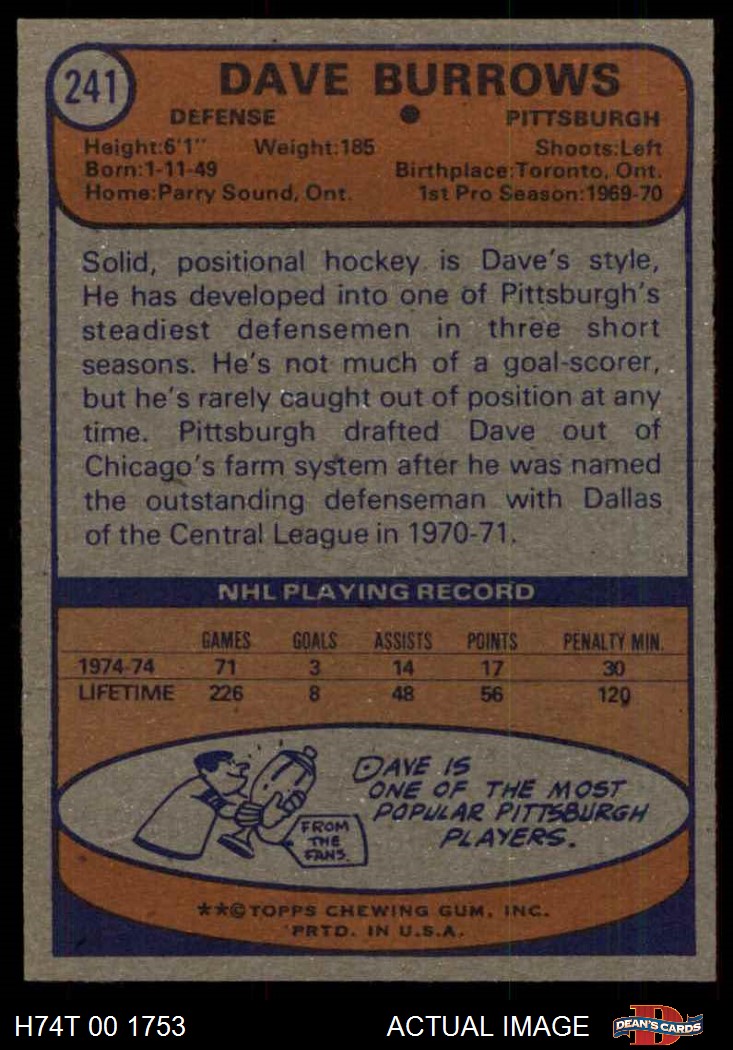 241
DAVE BURROWS
DEFENSE ● PITTSBURGH
Height:6'1" Weight:185 Shoots:Left
Born:1-11-49 Birthplace:Toronto, Ont.
Home:Parry Sound, Ont. 1st Pro Season:1969-70
Solid, positional hockey is Dave's style,
He has developed into one of Pittsburgh's
steadiest defensemen in three short
seasons. He's not much of a goal-scorer,
but he's rarely caught out of position at any
time. Pittsburgh drafted Dave out of
Chicago's farm system after he was named
the outstanding defenseman with Dallas
of the Central League in 1970-71.
NHL PLAYING RECORD
GAMES GOALS ASSISTS POINTS PENALTY MIN.
1974-74 71 3 14 17 30
LIFETIME 226 8 48 56 120
DAVE IS
ONE OF THE MOST
POPULAR PITTSBURGH
PLAYERS.
FROM
THE
FANS.
**©TOPPS CHEWING GUM, INC.
PRTD. IN U.S.A.
H74T 00 1753 ACTUAL IMAGE DEAN'S CARDS